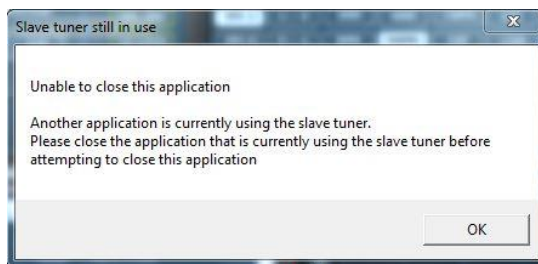 Slave tuner still in use
Unable to close this application
Another application is currently using the slave tuner.
Please close the application that is currently using the slave tuner before
attempting to close this application
OK